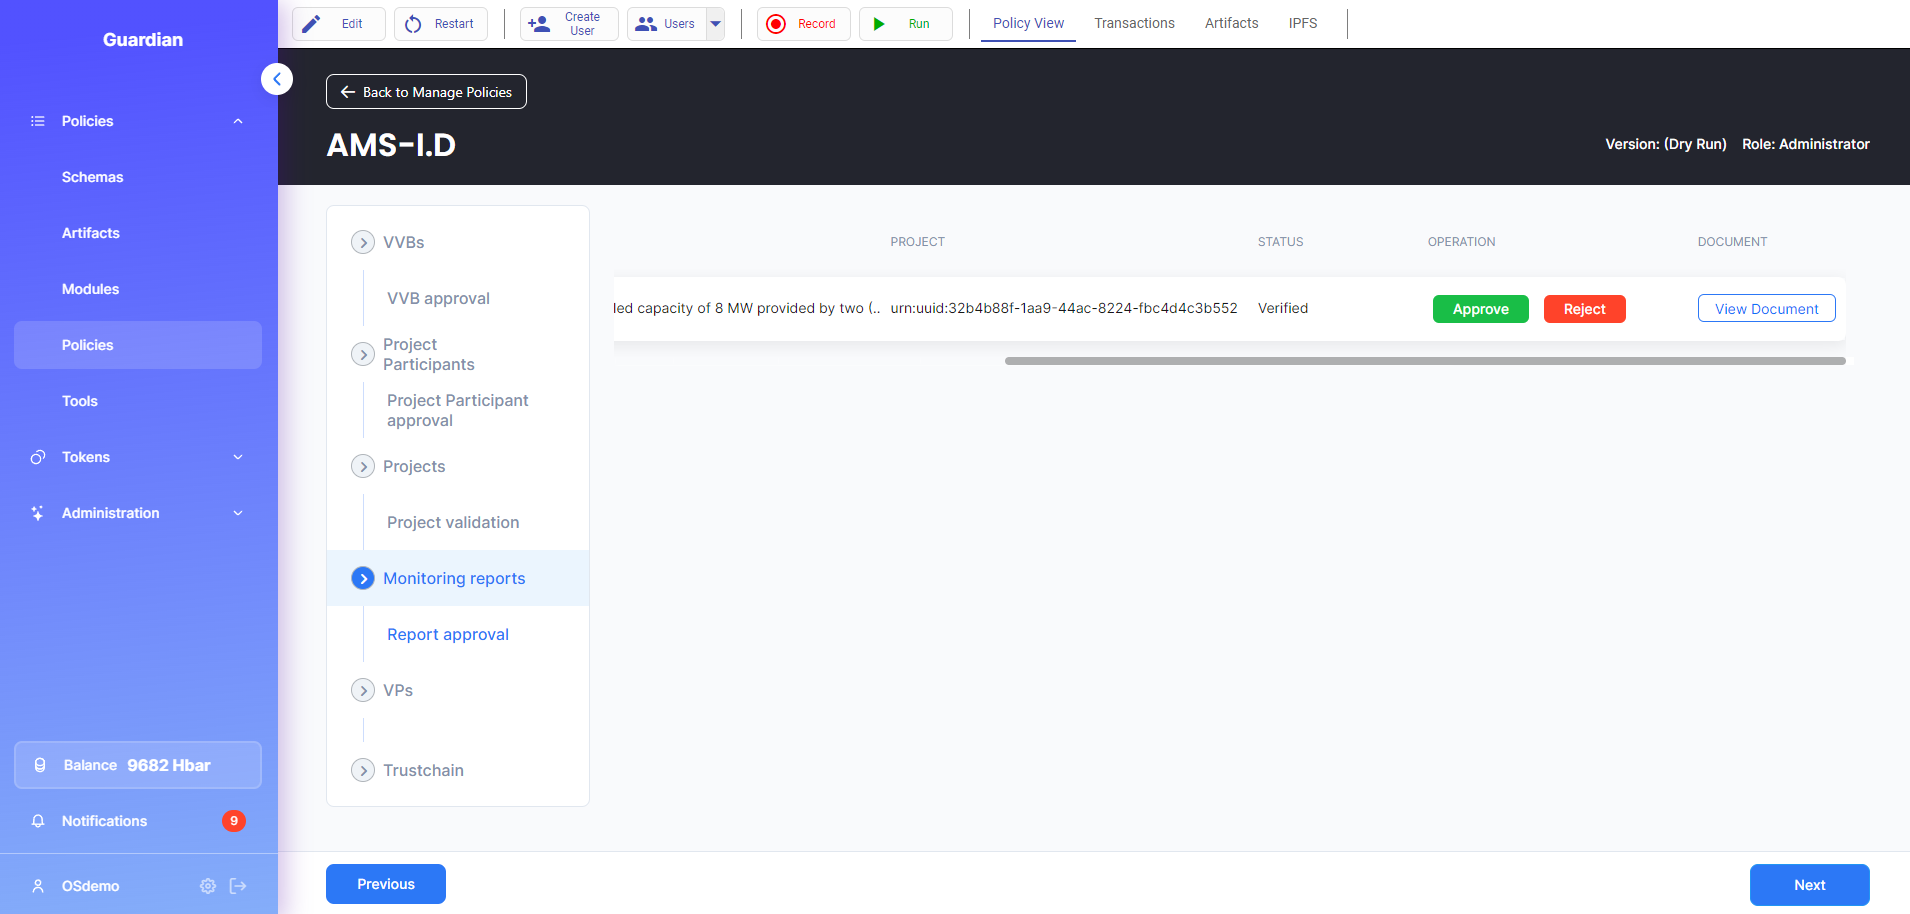 Guardian
Policies
Schemas
Artifacts
Modules
Policies
Tools
Tokens
Administration
Balance 9682 Hbar
Notifications 9
OSdemo
Edit
Restart
Create
User
Users
Record
Run
Policy View
Transactions
Artifacts
IPFS
Back to Manage Policies
AMS-I.D
Version: (Dry Run) Role: Administrator
VVBs
VVB approval
Project
Participants
Project Participant
approval
Projects
Project validation
Monitoring reports
Report approval
VPs
Trustchain
PROJECT STATUS OPERATION DOCUMENT
led capacity of 8 MW provided by two (.. urn:uuid:32b4b88f-1aa9-44ac-8224-fbc4d4c3b552 Verified Approve Reject View Document
Previous
Next